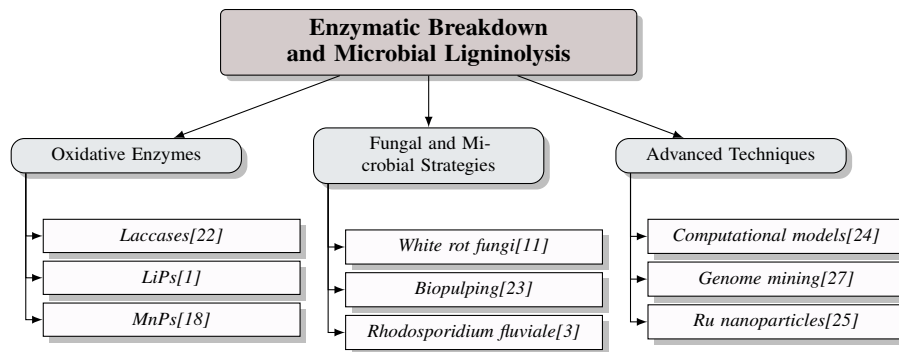 Enzymatic Breakdown
and Microbial Ligninolysis
Oxidative Enzymes
Laccases[22]
LiPs[1]
MnPs[18]
Fungal and Mi-
crobial Strategies
White rot fungi[11]
Biopulping[23]
Rhodosporidium fluviale[3]
Advanced Techniques
Computational models[24]
Genome mining[27]
Ru nanoparticles[25]